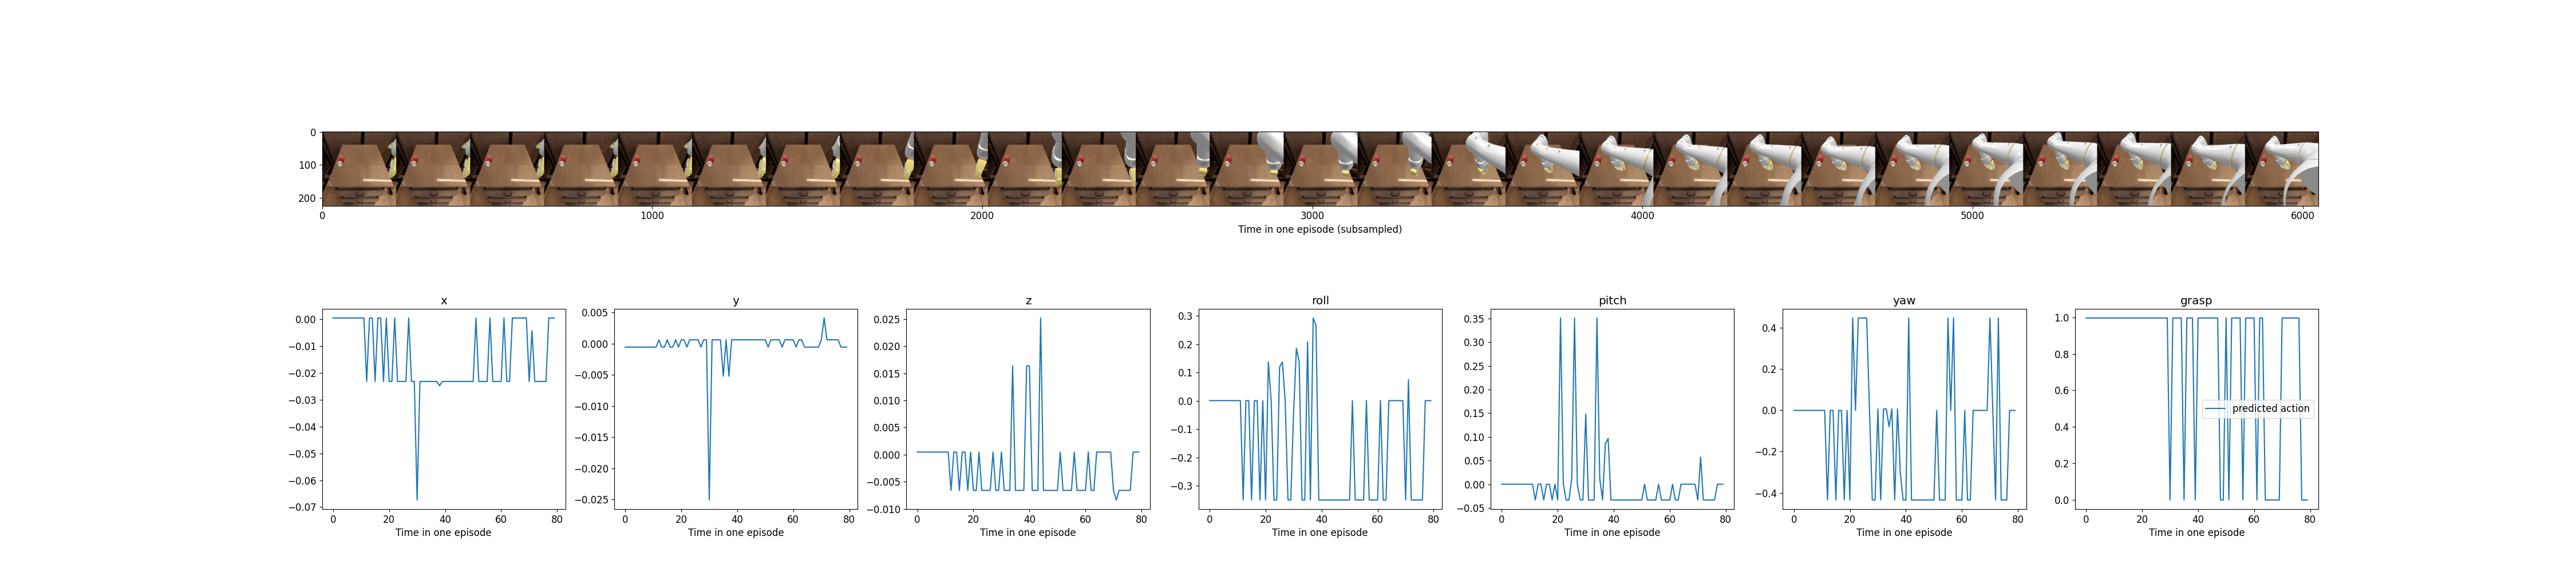 0
100
200
0 1000 2000 3000 4000 5000 6000
Time in one episode (subsampled)
x
0.00
−0.01
−0.02
−0.03
−0.04
−0.05
−0.06
−0.07
0 20 40 60 80
Time in one episode
y
0.005
0.000
−0.005
−0.010
−0.015
−0.020
−0.025
0 20 40 60 80
Time in one episode
z
0.025
0.020
0.015
0.010
0.005
0.000
−0.005
−0.010
0 20 40 60 80
Time in one episode
roll
0.3
0.2
0.1
0.0
−0.1
−0.2
−0.3
0 20 40 60 80
Time in one episode
pitch
0.35
0.30
0.25
0.20
0.15
0.10
0.05
0.00
−0.05
0 20 40 60 80
Time in one episode
yaw
0.4
0.2
0.0
−0.2
−0.4
0 20 40 60 80
Time in one episode
grasp
1.0
0.8
0.6
0.4
0.2
0.0
predicted action
0 20 40 60 80
Time in one episode